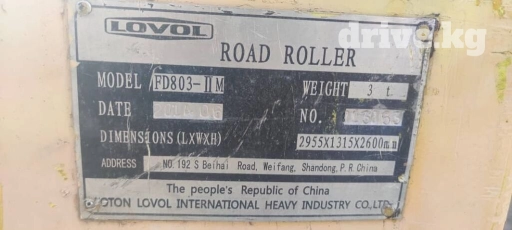 drive.kg
LOVOL
ROAD ROLLER
MODEL FD803-II M WEIGHT 3 t
DATE NO.
DIMENSIONS (LXWXH) 2955X1315X2600mm
ADDRESS NO. 192 S Beihai Road, Weifang, Shandong, P. R. China
The people's Republic of China
FOTON LOVOL INTERNATIONAL HEAVY INDUSTRY CO.,LTD